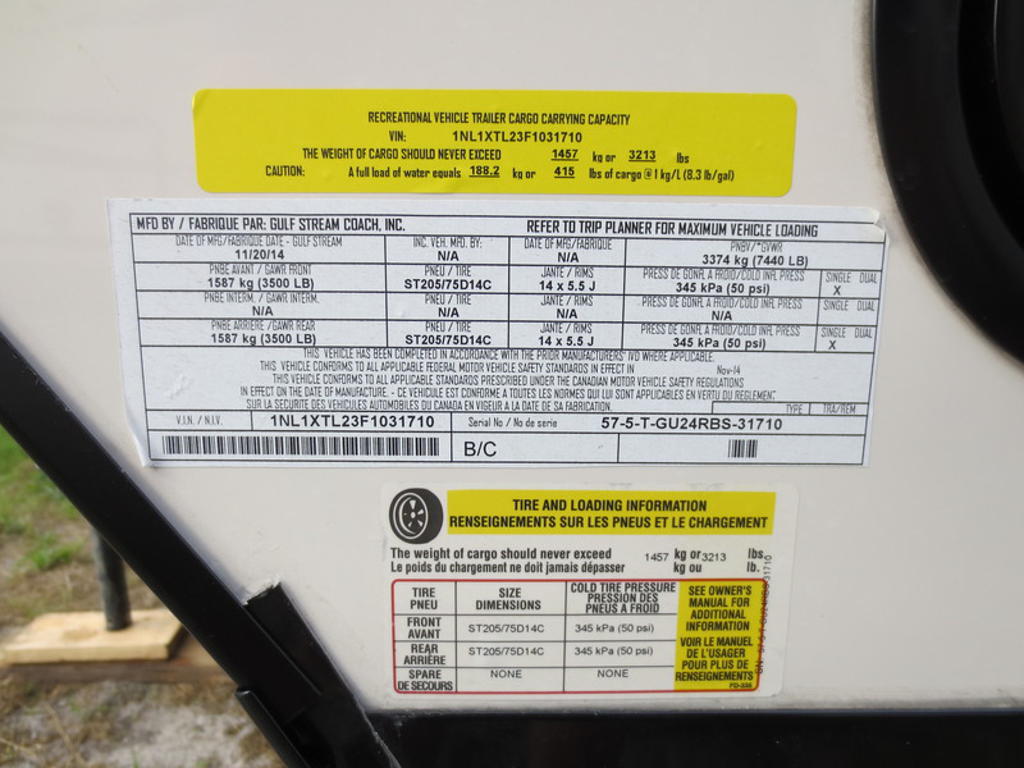 RECREATIONAL VEHICLE TRAILER CARGO CARRYING CAPACITY
VIN: 1NL1XTL23F1031710
THE WEIGHT OF CARGO SHOULD NEVER EXCEED 1457 kg or 3213 lbs
CAUTION: A full load of water equals 188.2 kg or 415 lbs of cargo @ 1 kg/L (8.3 lb/gal)
MFD BY / FABRIQUE PAR: GULF STREAM COACH, INC. REFER TO TRIP PLANNER FOR MAXIMUM VEHICLE LOADING
DATE OF MFG/FABRIQUE DATE - GULF STREAM INC. VEH. MFD. BY: DATE OF MFG/FABRIQUE PNBV/*GVWR
11/20/14 N/A N/A 3374 kg (7440 LB)
PNBE AVANT / GAWR FRONT PNEU / TIRE JANTE / RIMS PRESS DE GONFL A FROID/COLD INFL PRESS SINGLE DUAL
1587 kg (3500 LB) ST205/75D14C 14 x 5.5 J 345 kPa (50 psi) X
PNBE INTERM. / GAWR INTERM. PNEU / TIRE JANTE / RIMS PRESS DE GONFL A FROID/COLD INFL PRESS SINGLE DUAL
N/A N/A N/A N/A
PNBE ARRIERE / GAWR REAR PNEU / TIRE JANTE / RIMS PRESS DE GONFL A FROID/COLD INFL PRESS SINGLE DUAL
1587 kg (3500 LB) ST205/75D14C 14 x 5.5 J 345 kPa (50 psi) X
THIS VEHICLE HAS BEEN COMPLETED IN ACCORDANCE WITH THE PRIOR MANUFACTURERS' IVD WHERE APPLICABLE.
THIS VEHICLE CONFORMS TO ALL APPLICABLE FEDERAL MOTOR VEHICLE SAFETY STANDARDS IN EFFECT IN Nov-14
THIS VEHICLE CONFORMS TO ALL APPLICABLE STANDARDS PRESCRIBED UNDER THE CANADIAN MOTOR VEHICLE SAFETY REGULATIONS
IN EFFECT ON THE DATE OF MANUFACTURE. - CE VEHICULE EST CONFORME A TOUTES LES NORMES QUI LUI SONT APPLICABLES EN VERTU DU REGLEMENT
SUR LA SECURITE DES VEHICULES AUTOMOBILES DU CANADA EN VIGEUR A LA DATE DE SA FABRICATION. TYPE TRA/REM
V.I.N. / N.I.V. 1NL1XTL23F1031710 Serial No / No de serie 57-5-T-GU24RBS-31710
B/C
TIRE AND LOADING INFORMATION
RENSEIGNEMENTS SUR LES PNEUS ET LE CHARGEMENT
The weight of cargo should never exceed 1457 kg or 3213 lbs.
Le poids du chargement ne doit jamais dépasser kg ou lb.
TIRE SIZE COLD TIRE PRESSURE
PNEU DIMENSIONS PRESSION DES
PNEUS A FROID
FRONT
AVANT ST205/75D14C 345 kPa (50 psi)
REAR
ARRIÈRE ST205/75D14C 345 kPa (50 psi)
SPARE
DE SECOURS NONE NONE
SEE OWNER'S
MANUAL FOR
ADDITIONAL
INFORMATION
VOIR LE MANUEL
DE L'USAGER
POUR PLUS DE
RENSEIGNEMENTS